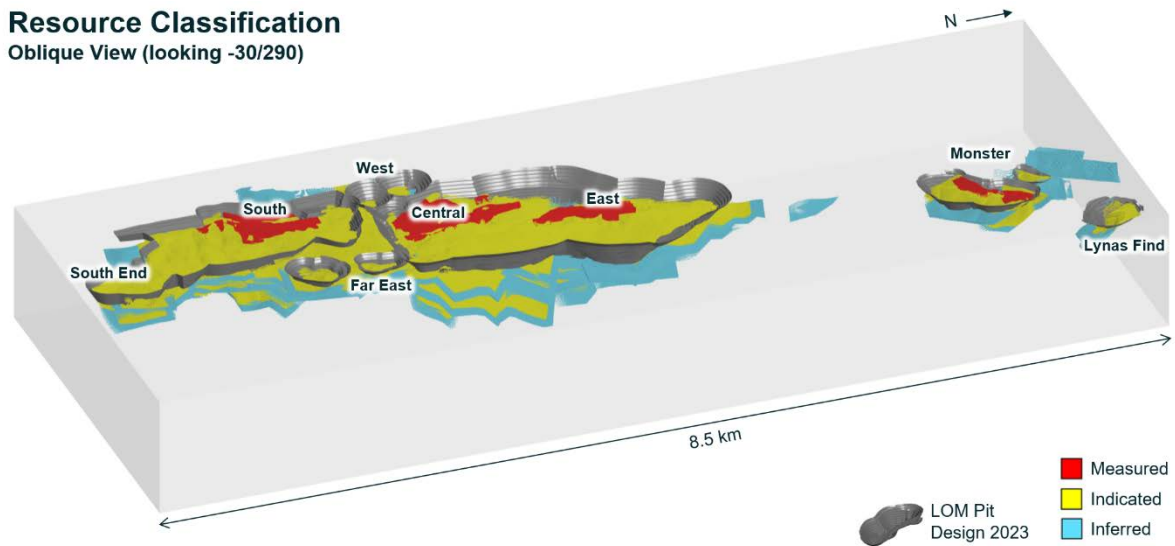 Resource Classification
Oblique View (looking -30/290)
N
West
South
Central
East
Monster
South End
Far East
Lynas Find
8.5 km
LOM Pit
Design 2023
Measured
Indicated
Inferred